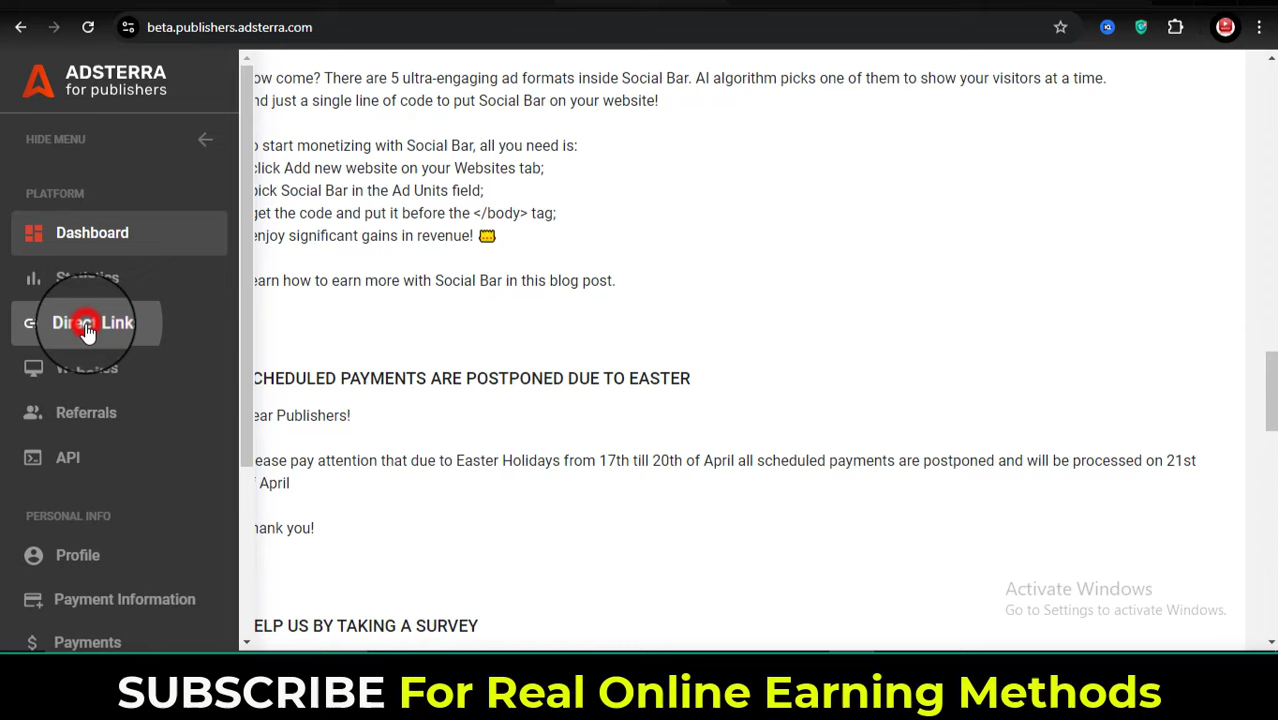 beta.publishers.adsterra.com
ADSTERRA
for publishers
HIDE MENU
PLATFORM
Dashboard
Statistics
Direct Link
Websites
Referrals
API
PERSONAL INFO
Profile
Payment Information
Payments
ow come? There are 5 ultra-engaging ad formats inside Social Bar. AI algorithm picks one of them to show your visitors at a time.
nd just a single line of code to put Social Bar on your website!
o start monetizing with Social Bar, all you need is:
click Add new website on your Websites tab;
pick Social Bar in the Ad Units field;
get the code and put it before the </body> tag;
enjoy significant gains in revenue!
earn how to earn more with Social Bar in this blog post.
CHEDULED PAYMENTS ARE POSTPONED DUE TO EASTER
ear Publishers!
ease pay attention that due to Easter Holidays from 17th till 20th of April all scheduled payments are postponed and will be processed on 21st
f April
hank you!
ELP US BY TAKING A SURVEY
Activate Windows
Go to Settings to activate Windows.
SUBSCRIBE For Real Online Earning Methods